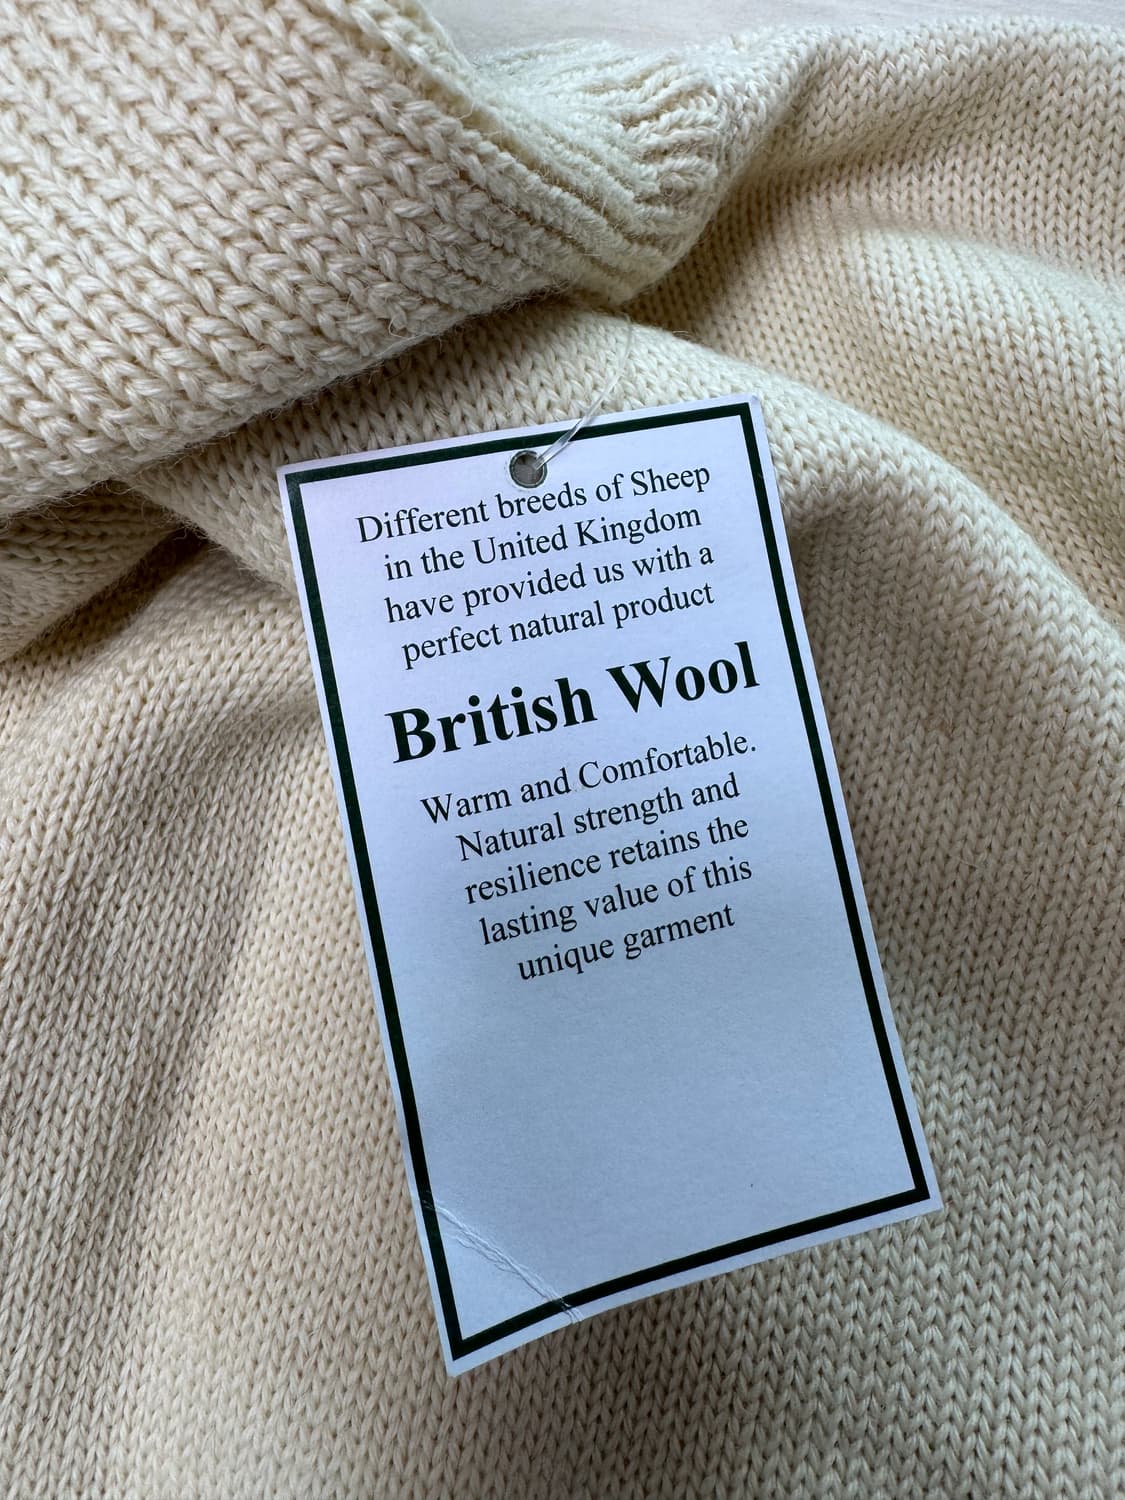 Different breeds of Sheep
in the United Kingdom
have provided us with a
perfect natural product
British Wool
Warm and Comfortable.
Natural strength and
resilience retains the
lasting value of this
unique garment